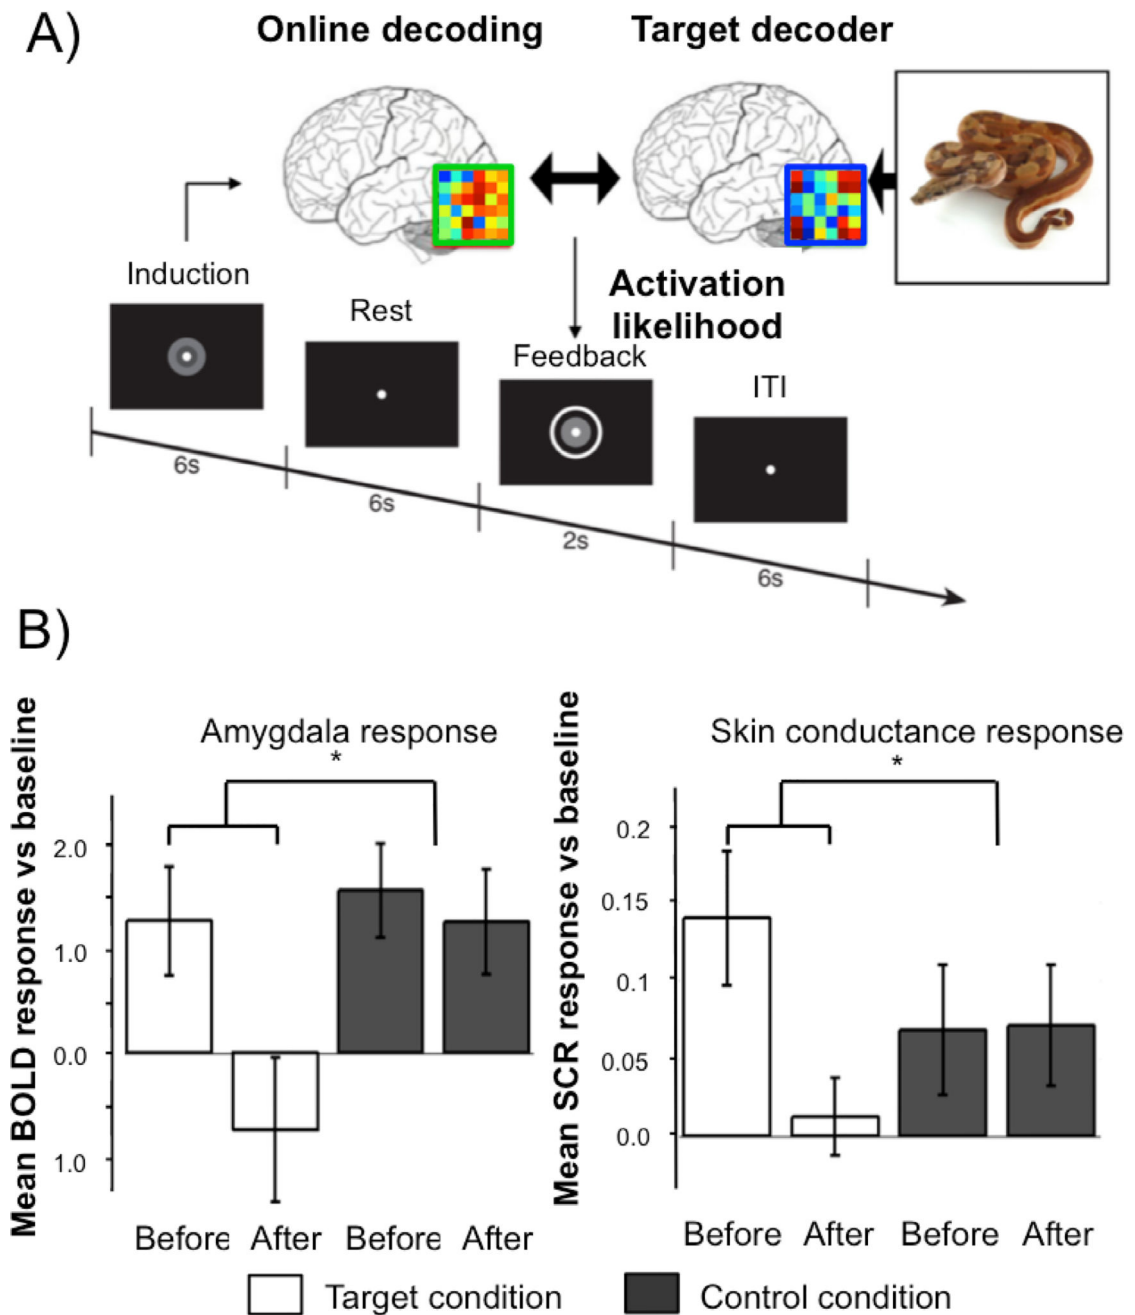 A)
Online decoding
Target decoder
Induction
Rest
Activation
likelihood
Feedback
ITI
6s
6s
2s
6s
B)
Amygdala response
*
Mean BOLD response vs baseline
2.0
1.0
0.0
1.0
Before
After
Before
After
Skin conductance response
*
Mean SCR response vs baseline
0.2
0.15
0.1
0.05
0.0
Before
After
Before
After
Target condition
Control condition